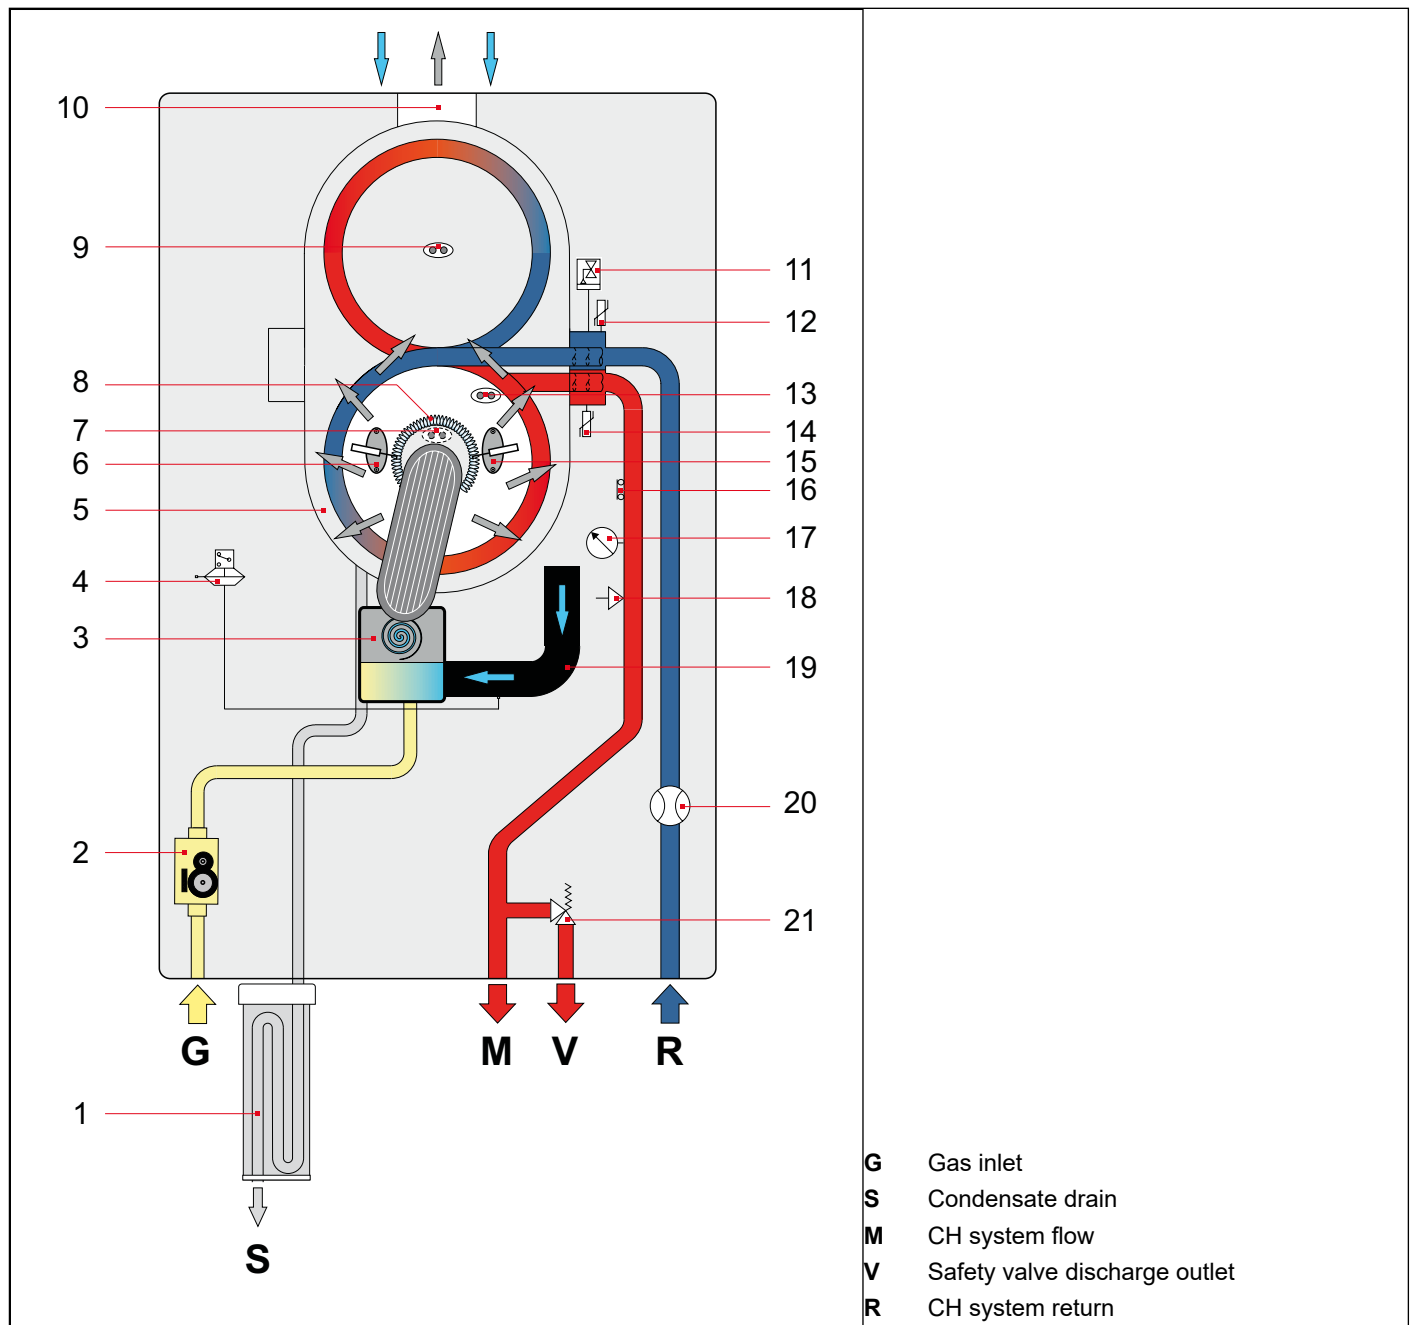 10
9
8
7
6
5
4
3
2
1
11
12
13
14
15
16
17
18
19
20
21
G
M
V
R
S
G Gas inlet
S Condensate drain
M CH system flow
V Safety valve discharge outlet
R CH system return